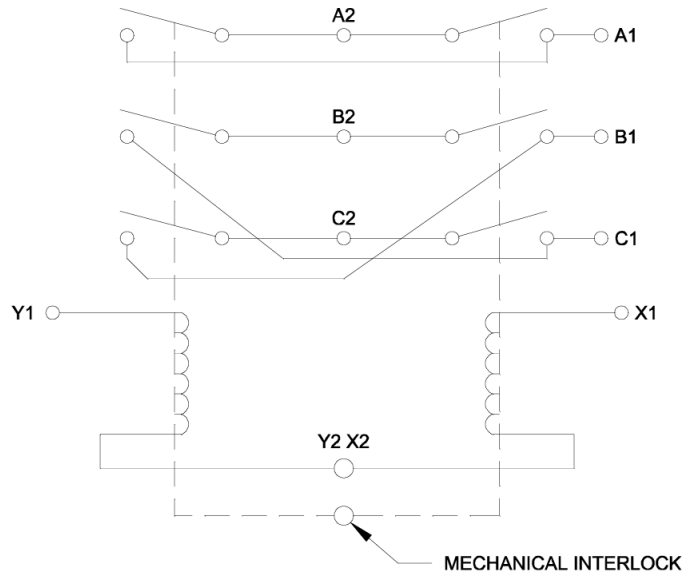 A2
A1
B2
B1
C2
C1
Y1
X1
Y2 X2
MECHANICAL INTERLOCK